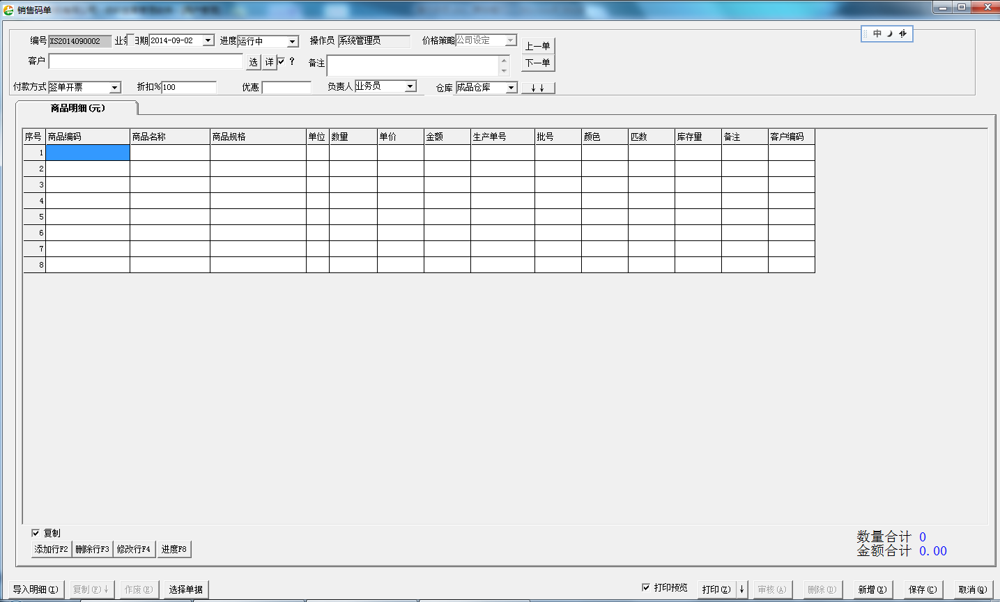 销售码单
编号 XS2014090002 业务 日期 2014-09-02 进度 运行中 操作员 系统管理员 价格策略 公司设定 上一单
中
客户 选 详 ? 备注 下一单
付款方式 签单开票 折扣% 100 优惠 负责人 业务员 仓库 成品仓库 ↓↓
商品明细(元)
序号 商品编码 商品名称 商品规格 单位 数量 单价 金额 生产单号 批号 颜色 匹数 库存量 备注 客户编码
1
2
3
4
5
6
7
8
复制
添加行F2 删除行F3 修改行F4 进度F8
数量合计 0
金额合计 0.00
导入明细(I) 复制(F)↓ 作废(E) 选择单据 打印预览 打印(Z) ↓ 审核(A) 删除(D) 新增(X) 保存(C) 取消(Q)